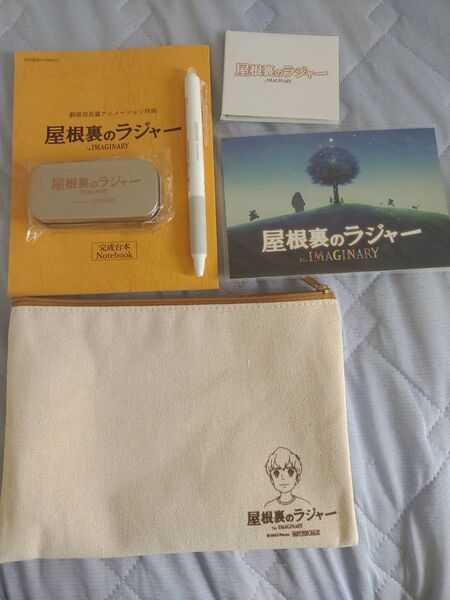 STUDIO PONOC
劇場用長篇アニメーション映画
屋根裏のラジャー
The IMAGINARY
屋根裏のラジャー
完成台本
Notebook
屋根裏のラジャー
The IMAGINARY
屋根裏のラジャー
The IMAGINARY
屋根裏のラジャー
The IMAGINARY
© 2023 Ponoc NOT FOR SALE